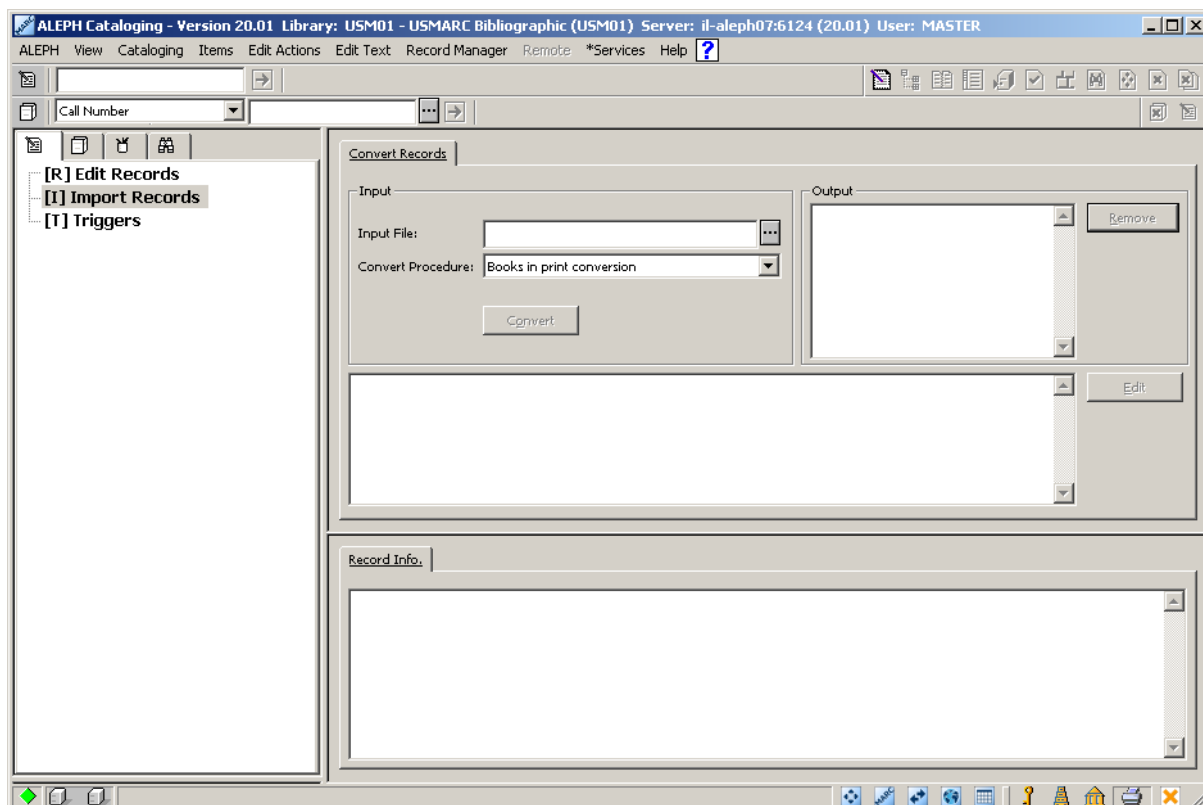 ALEPH Cataloging - Version 20.01 Library: USM01 - USMARC Bibliographic (USM01) Server: il-aleph07:6124 (20.01) User: MASTER
ALEPH View Cataloging Items Edit Actions Edit Text Record Manager Remote *Services Help ?
Call Number
[R] Edit Records
[I] Import Records
[T] Triggers
Convert Records
Input
Input File:
Convert Procedure: Books in print conversion
Convert
Output
Remove
Edit
Record Info.